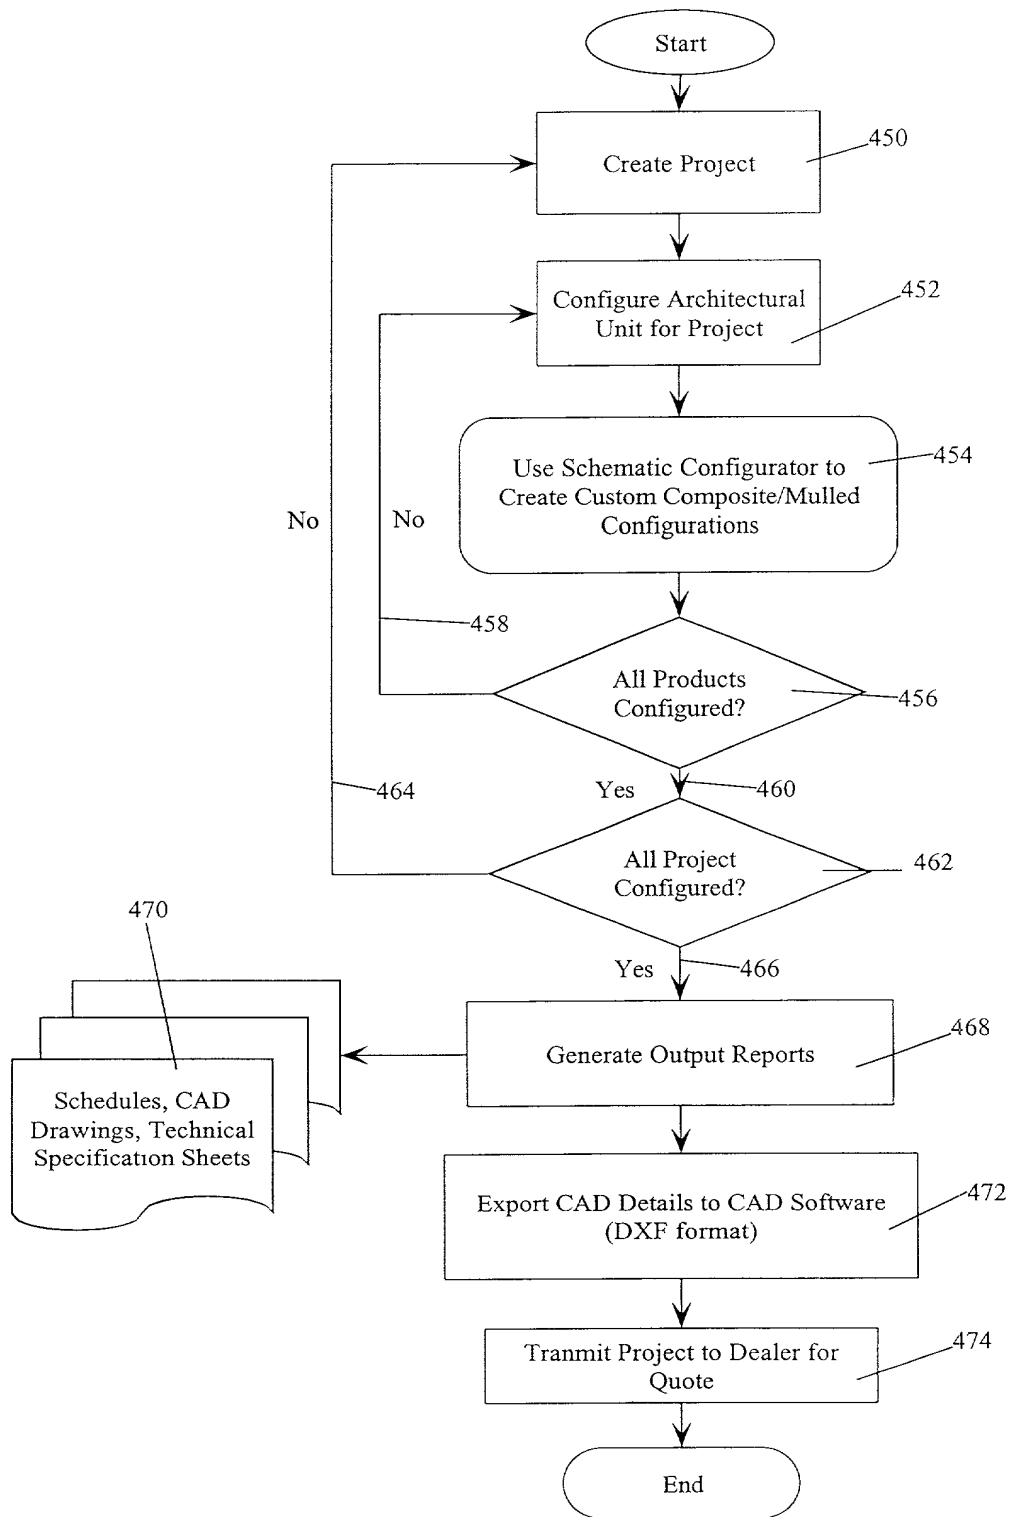 Start
Create Project
450
Configure Architectural
Unit for Project
452
Use Schematic Configurator to
Create Custom Composite/Mulled
Configurations
454
No
No
458
All Products
Configured?
456
Yes
460
464
All Project
Configured?
462
Yes
466
470
Generate Output Reports
468
Schedules, CAD
Drawings, Technical
Specification Sheets
Export CAD Details to CAD Software
(DXF format)
472
Tranmit Project to Dealer for
Quote
474
End